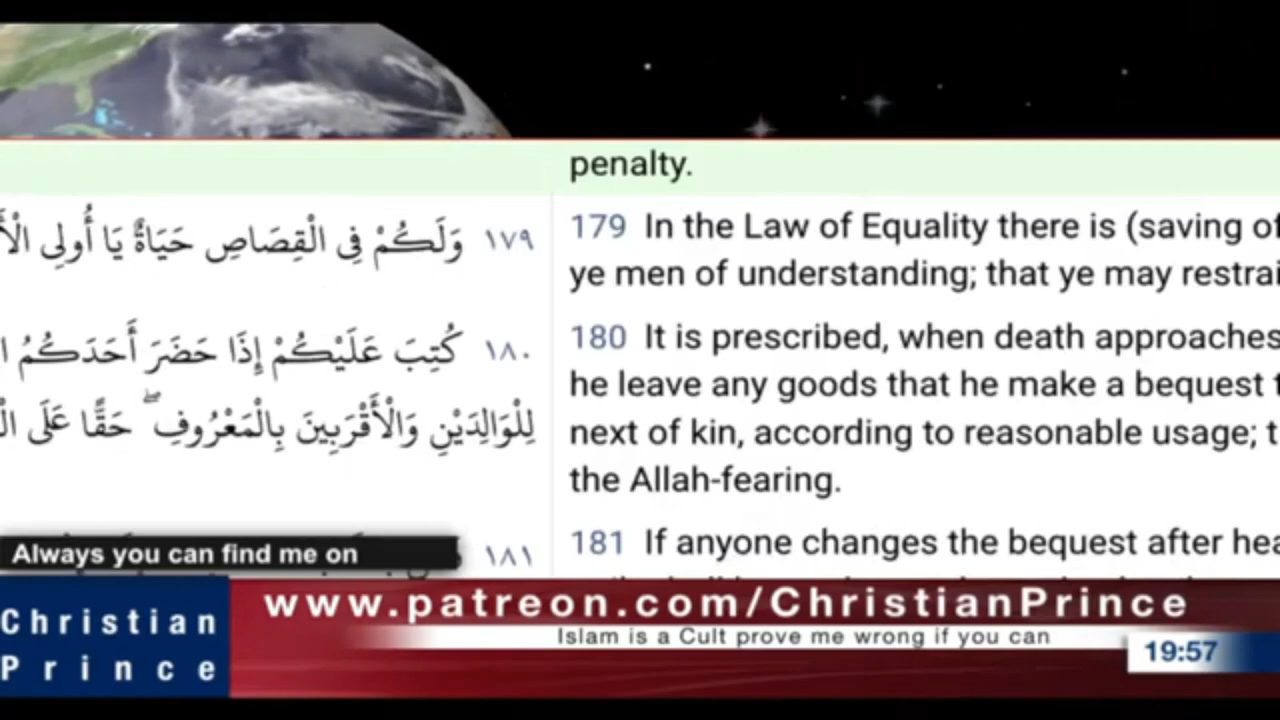 penalty.
وَلَكُمْ فِي الْقِصَاصِ حَيَاةٌ يَا أُولِي ١٧٩
179 In the Law of Equality there is (saving of
ye men of understanding; that ye may restrai
كُتِبَ عَلَيْكُمْ إِذَا حَضَرَ أَحَدَكُمُ ١٨٠
لِلْوَالِدَيْنِ وَالْأَقْرَبِينَ بِالْمَعْرُوفِ ۖ حَقًّا عَلَى
180 It is prescribed, when death approaches
he leave any goods that he make a bequest t
next of kin, according to reasonable usage; t
the Allah-fearing.
١٨١
181 If anyone changes the bequest after hea
Always you can find me on
Christian
Prince
www.patreon.com/ChristianPrince
Islam is a Cult prove me wrong if you can
19:57